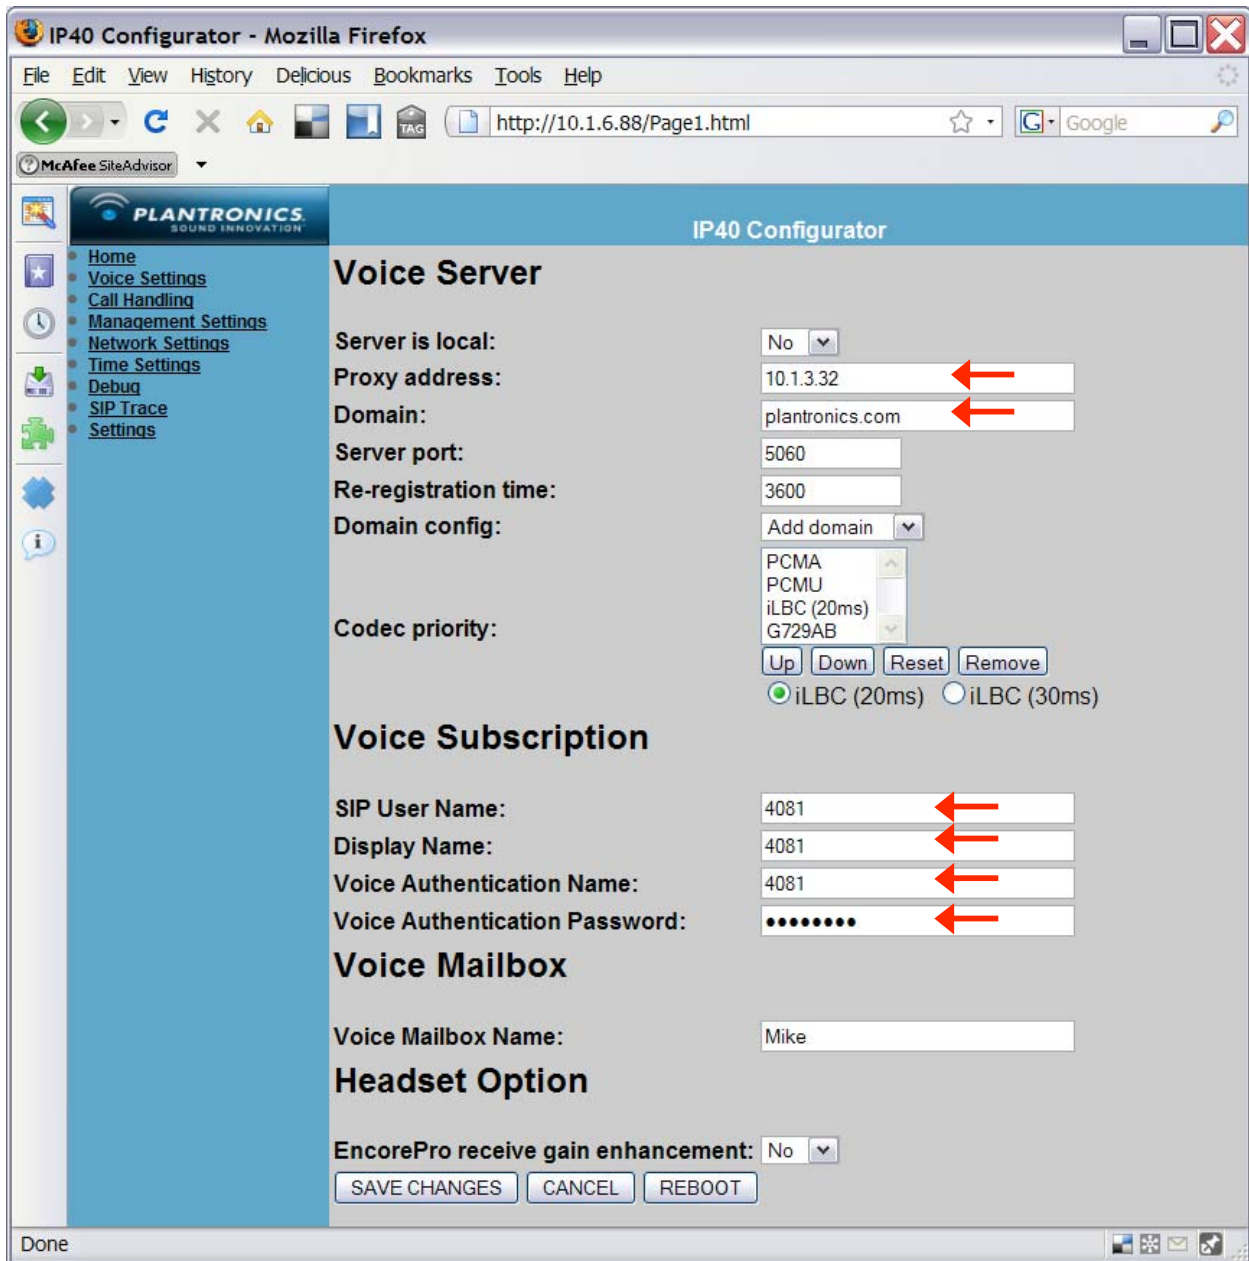 IP40 Configurator - Mozilla Firefox
File Edit View History Delicious Bookmarks Tools Help
TAG http://10.1.6.88/Page1.html G Google
McAfee SiteAdvisor
PLANTRONICS
SOUND INNOVATION
IP40 Configurator
Home
Voice Settings
Call Handling
Management Settings
Network Settings
Time Settings
Debug
SIP Trace
Settings
Voice Server
Server is local: No
Proxy address: 10.1.3.32
Domain: plantronics.com
Server port: 5060
Re-registration time: 3600
Domain config: Add domain
Codec priority:
PCMA
PCMU
iLBC (20ms)
G729AB
Up Down Reset Remove
iLBC (20ms) iLBC (30ms)
Voice Subscription
SIP User Name: 4081
Display Name: 4081
Voice Authentication Name: 4081
Voice Authentication Password: ••••••••
Voice Mailbox
Voice Mailbox Name: Mike
Headset Option
EncorePro receive gain enhancement: No
SAVE CHANGES CANCEL REBOOT
Done